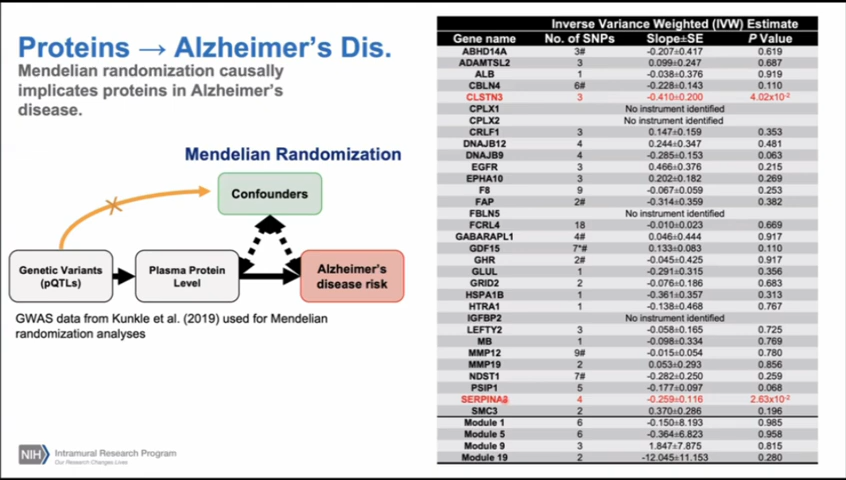 Proteins → Alzheimer's Dis.
Mendelian randomization causally
implicates proteins in Alzheimer's
disease.
Mendelian Randomization
Confounders
Genetic Variants
(pQTLs)
Plasma Protein
Level
Alzheimer's
disease risk
GWAS data from Kunkle et al. (2019) used for Mendelian
randomization analyses
NIH Intramural Research Program
Our Research Changes Lives
Inverse Variance Weighted (IVW) Estimate
Gene name No. of SNPs Slope±SE P Value
ABHD14A 3# -0.207±0.417 0.619
ADAMTSL2 3 0.099±0.247 0.687
ALB 1 -0.038±0.376 0.919
CBLN4 6# -0.228±0.143 0.110
CLSTN3 3 -0.410±0.200 4.02x10-2
CPLX1 No instrument identified
CPLX2 No instrument identified
CRLF1 3 0.147±0.159 0.353
DNAJB12 4 0.244±0.347 0.481
DNAJB9 4 -0.285±0.153 0.063
EGFR 3 0.466±0.376 0.215
EPHA10 3 0.202±0.182 0.269
F8 9 -0.067±0.059 0.253
FAP 2# -0.314±0.359 0.382
FBLN5 No instrument identified
FCRL4 18 -0.010±0.023 0.669
GABARAPL1 4# 0.046±0.444 0.917
GDF15 7*# 0.133±0.083 0.110
GHR 2# -0.045±0.425 0.917
GLUL 1 -0.291±0.315 0.356
GRID2 2 -0.076±0.186 0.683
HSPA1B 1 -0.361±0.357 0.313
HTRA1 1 -0.138±0.468 0.767
IGFBP2 No instrument identified
LEFTY2 3 -0.058±0.165 0.725
MB 1 -0.098±0.334 0.769
MMP12 9# -0.015±0.054 0.780
MMP19 2 0.053±0.293 0.856
NDST1 7# -0.282±0.250 0.259
PSIP1 5 -0.177±0.097 0.068
SERPINA3 4 -0.259±0.116 2.63x10-2
SMC3 2 0.370±0.286 0.196
Module 1 6 -0.150±8.193 0.985
Module 5 6 -0.364±6.823 0.958
Module 9 3 1.847±7.875 0.815
Module 19 2 -12.045±11.153 0.280